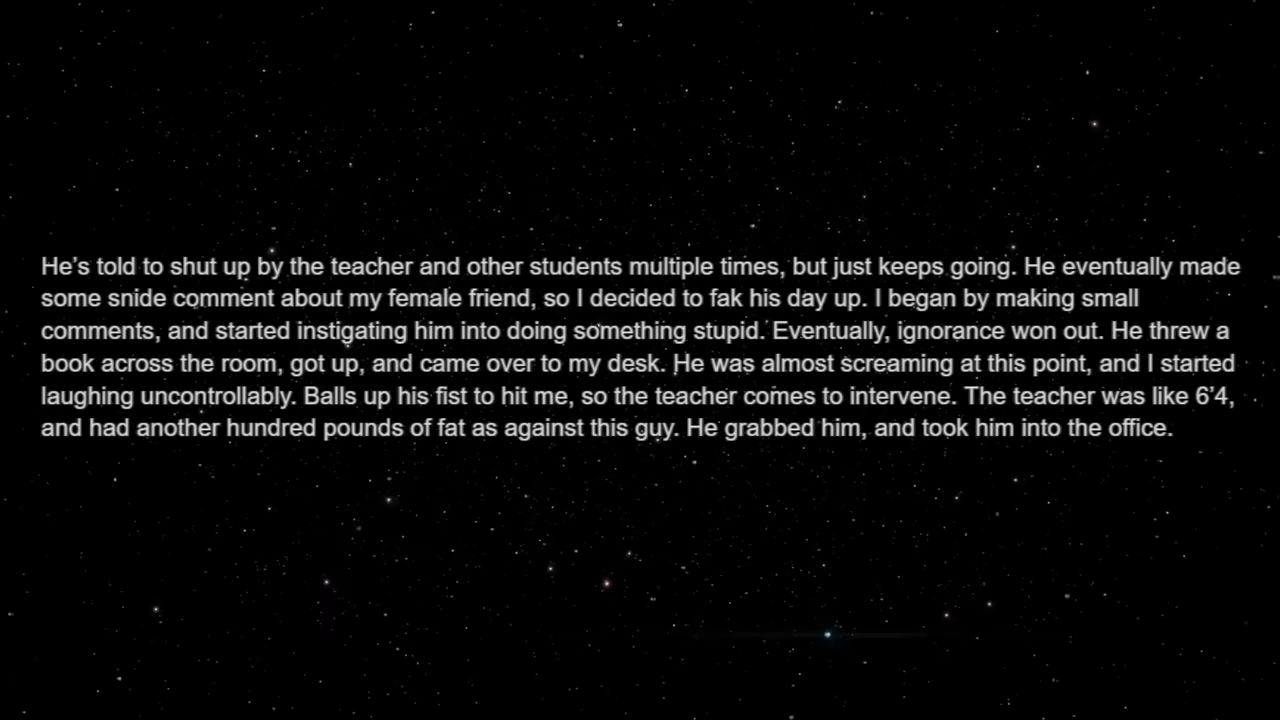 He’s told to shut up by the teacher and other students multiple times, but just keeps going. He eventually made
some snide comment about my female friend, so I decided to fak his day up. I began by making small
comments, and started instigating him into doing something stupid. Eventually, ignorance won out. He threw a
book across the room, got up, and came over to my desk. He was almost screaming at this point, and I started
laughing uncontrollably. Balls up his fist to hit me, so the teacher comes to intervene. The teacher was like 6’4,
and had another hundred pounds of fat as against this guy. He grabbed him, and took him into the office.